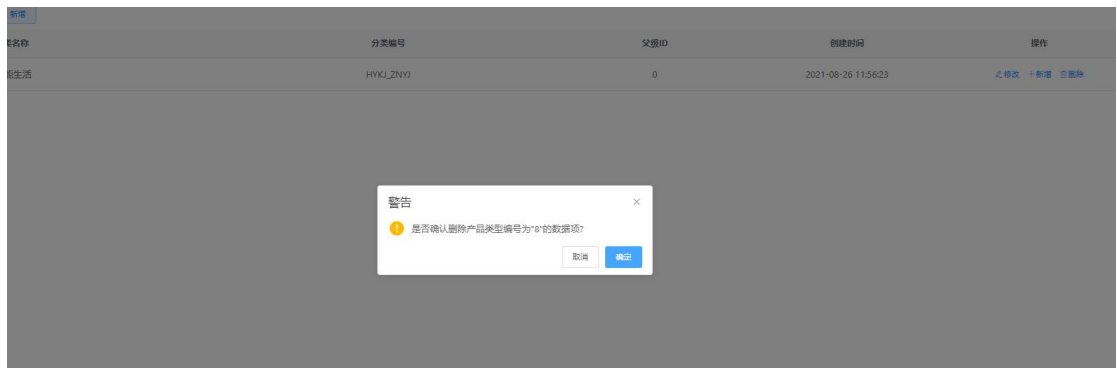 新增
类名称 分类编号 父级ID 创建时间 操作
能生活 HYKJ_ZNYJ 0 2021-08-26 11:56:23 修改 +新增 删除
警告
是否确认删除产品类型编号为"8"的数据项?
取消 确定